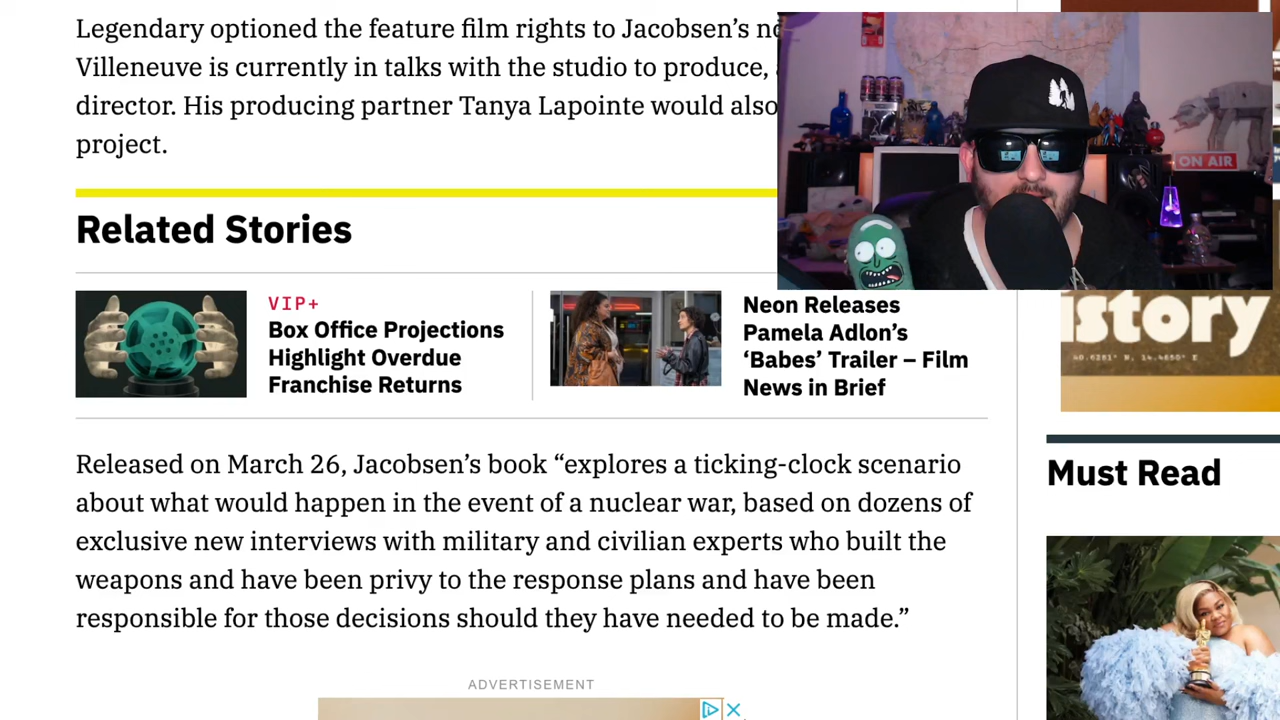 Legendary optioned the feature film rights to Jacobsen’s
Villeneuve is currently in talks with the studio to produce,
director. His producing partner Tanya Lapointe would also
project.
ON AIR
Related Stories
VIP+
Box Office Projections
Highlight Overdue
Franchise Returns
Neon Releases
Pamela Adlon’s
‘Babes’ Trailer – Film
News in Brief
Released on March 26, Jacobsen’s book “explores a ticking-clock scenario
about what would happen in the event of a nuclear war, based on dozens of
exclusive new interviews with military and civilian experts who built the
weapons and have been privy to the response plans and have been
responsible for those decisions should they have needed to be made.”
ADVERTISEMENT
story
Must Read